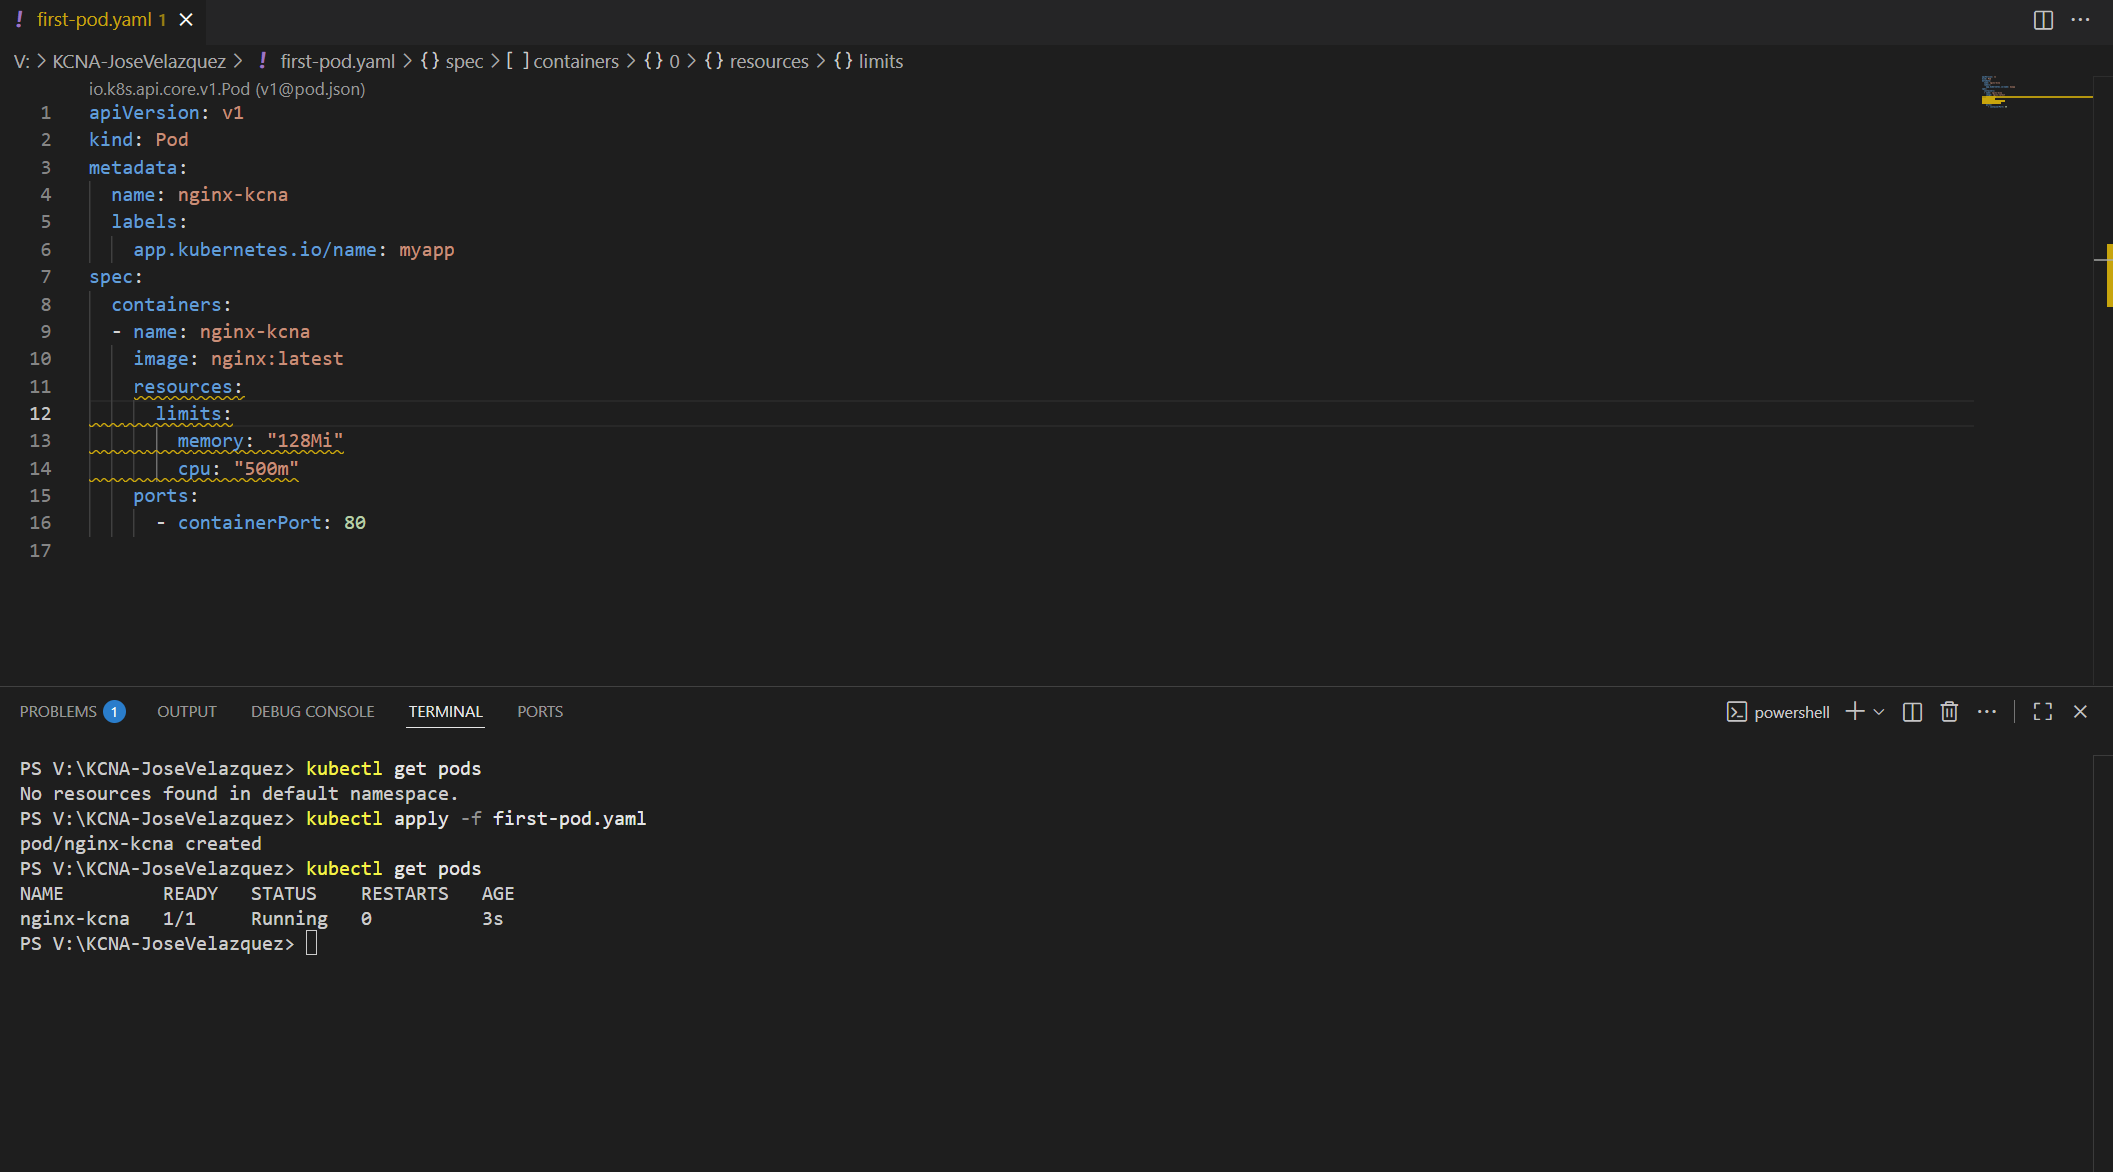 ! first-pod.yaml 1
V: > KCNA-JoseVelazquez > ! first-pod.yaml > {} spec > [ ] containers > {} 0 > {} resources > {} limits
io.k8s.api.core.v1.Pod (v1@pod.json)
1 apiVersion: v1
2 kind: Pod
3 metadata:
4   name: nginx-kcna
5   labels:
6     app.kubernetes.io/name: myapp
7 spec:
8   containers:
9   - name: nginx-kcna
10     image: nginx:latest
11     resources:
12       limits:
13         memory: "128Mi"
14         cpu: "500m"
15     ports:
16       - containerPort: 80
17
PROBLEMS 1 OUTPUT DEBUG CONSOLE TERMINAL PORTS powershell
PS V:\KCNA-JoseVelazquez> kubectl get pods
No resources found in default namespace.
PS V:\KCNA-JoseVelazquez> kubectl apply -f first-pod.yaml
pod/nginx-kcna created
PS V:\KCNA-JoseVelazquez> kubectl get pods
NAME         READY   STATUS    RESTARTS   AGE
nginx-kcna   1/1     Running   0          3s
PS V:\KCNA-JoseVelazquez>